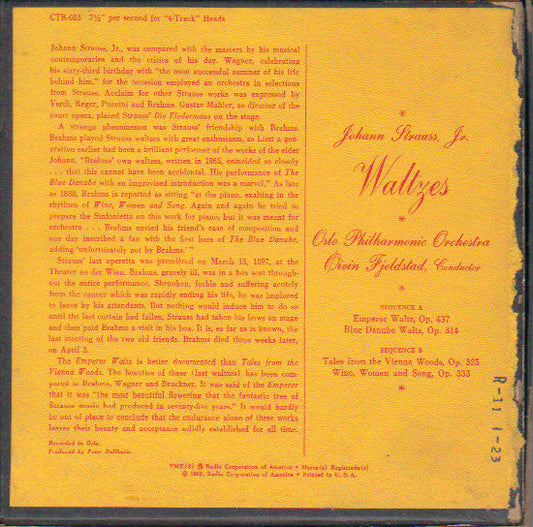 CTR-053 7½" per second for "4-Track" Heads
Johann Strauss, Jr., was compared with the masters by his musical
contemporaries and the critics of his day. Wagner, celebrating
his sixty-third birthday with "the most successful summer of his life
behind him," for the occasion employed an orchestra in selections
from Strauss. Acclaim for other Strauss works was expressed by
Verdi, Reger, Puccini and Brahms. Gustav Mahler, as director of the
court opera, placed Strauss' Die Fledermaus on the stage.
A strange phenomenon was Strauss' friendship with Brahms.
Brahms played Strauss waltzes with great enthusiasm, as Liszt a gen-
eration earlier had been a brilliant performer of the works of the elder
Johann. "Brahms' own waltzes, written in 1865, coincided so closely
. . . that this cannot have been accidental. His performance of The
Blue Danube with an improvised introduction was a marvel." As late
as 1888, Brahms is reported as sitting "at the piano, exalting in the
rhythms of Wine, Women and Song. Again and again he tried to
prepare the Sinfonietta on this work for piano, but it was meant for
orchestra . . . Brahms envied his friend's ease of composition and
one day inscribed a fan with the first bars of The Blue Danube,
adding 'unfortunately not by Brahms.'"
Strauss' last operetta was premièred on March 13, 1897, at the
Theater an der Wien. Brahms, gravely ill, was in a box seat through-
out the entire performance. Shrunken, feeble and suffering acutely
from the cancer which was rapidly ending his life, he was implored
to leave by his attendants. But nothing would induce him to do so
until the last curtain had fallen, Strauss had taken his bows on stage
and then paid Brahms a visit in his box. It is, so far as is known, the
last meeting of the two old friends. Brahms died three weeks later,
on April 3.
The Emperor Waltz is better documented than Tales from the
Vienna Woods. The beauties of these (last waltzes) has been com-
pared to Brahms, Wagner and Bruckner. It was said of the Emperor
that it was "the most beautiful flowering that the fantastic tree of
Strauss music had produced in seventy-five years." It would hardly
be out of place to conclude that the endurance alone of these works
leaves their beauty and acceptance solidly established for all time.
Recorded in Oslo.
Produced by Peter Dellheim.
TMK(S) ® Radio Corporation of America • Marca(s) Registrada(s)
© 1962, Radio Corporation of America • Printed in U. S. A.
Johann Strauss, Jr.
Waltzes
Oslo Philharmonic Orchestra
Öivin Fjeldstad, Conductor
SEQUENCE A
Emperor Waltz, Op. 437
Blue Danube Waltz, Op. 314
SEQUENCE B
Tales from the Vienna Woods, Op. 325
Wine, Women and Song, Op. 333
R-11 1-23